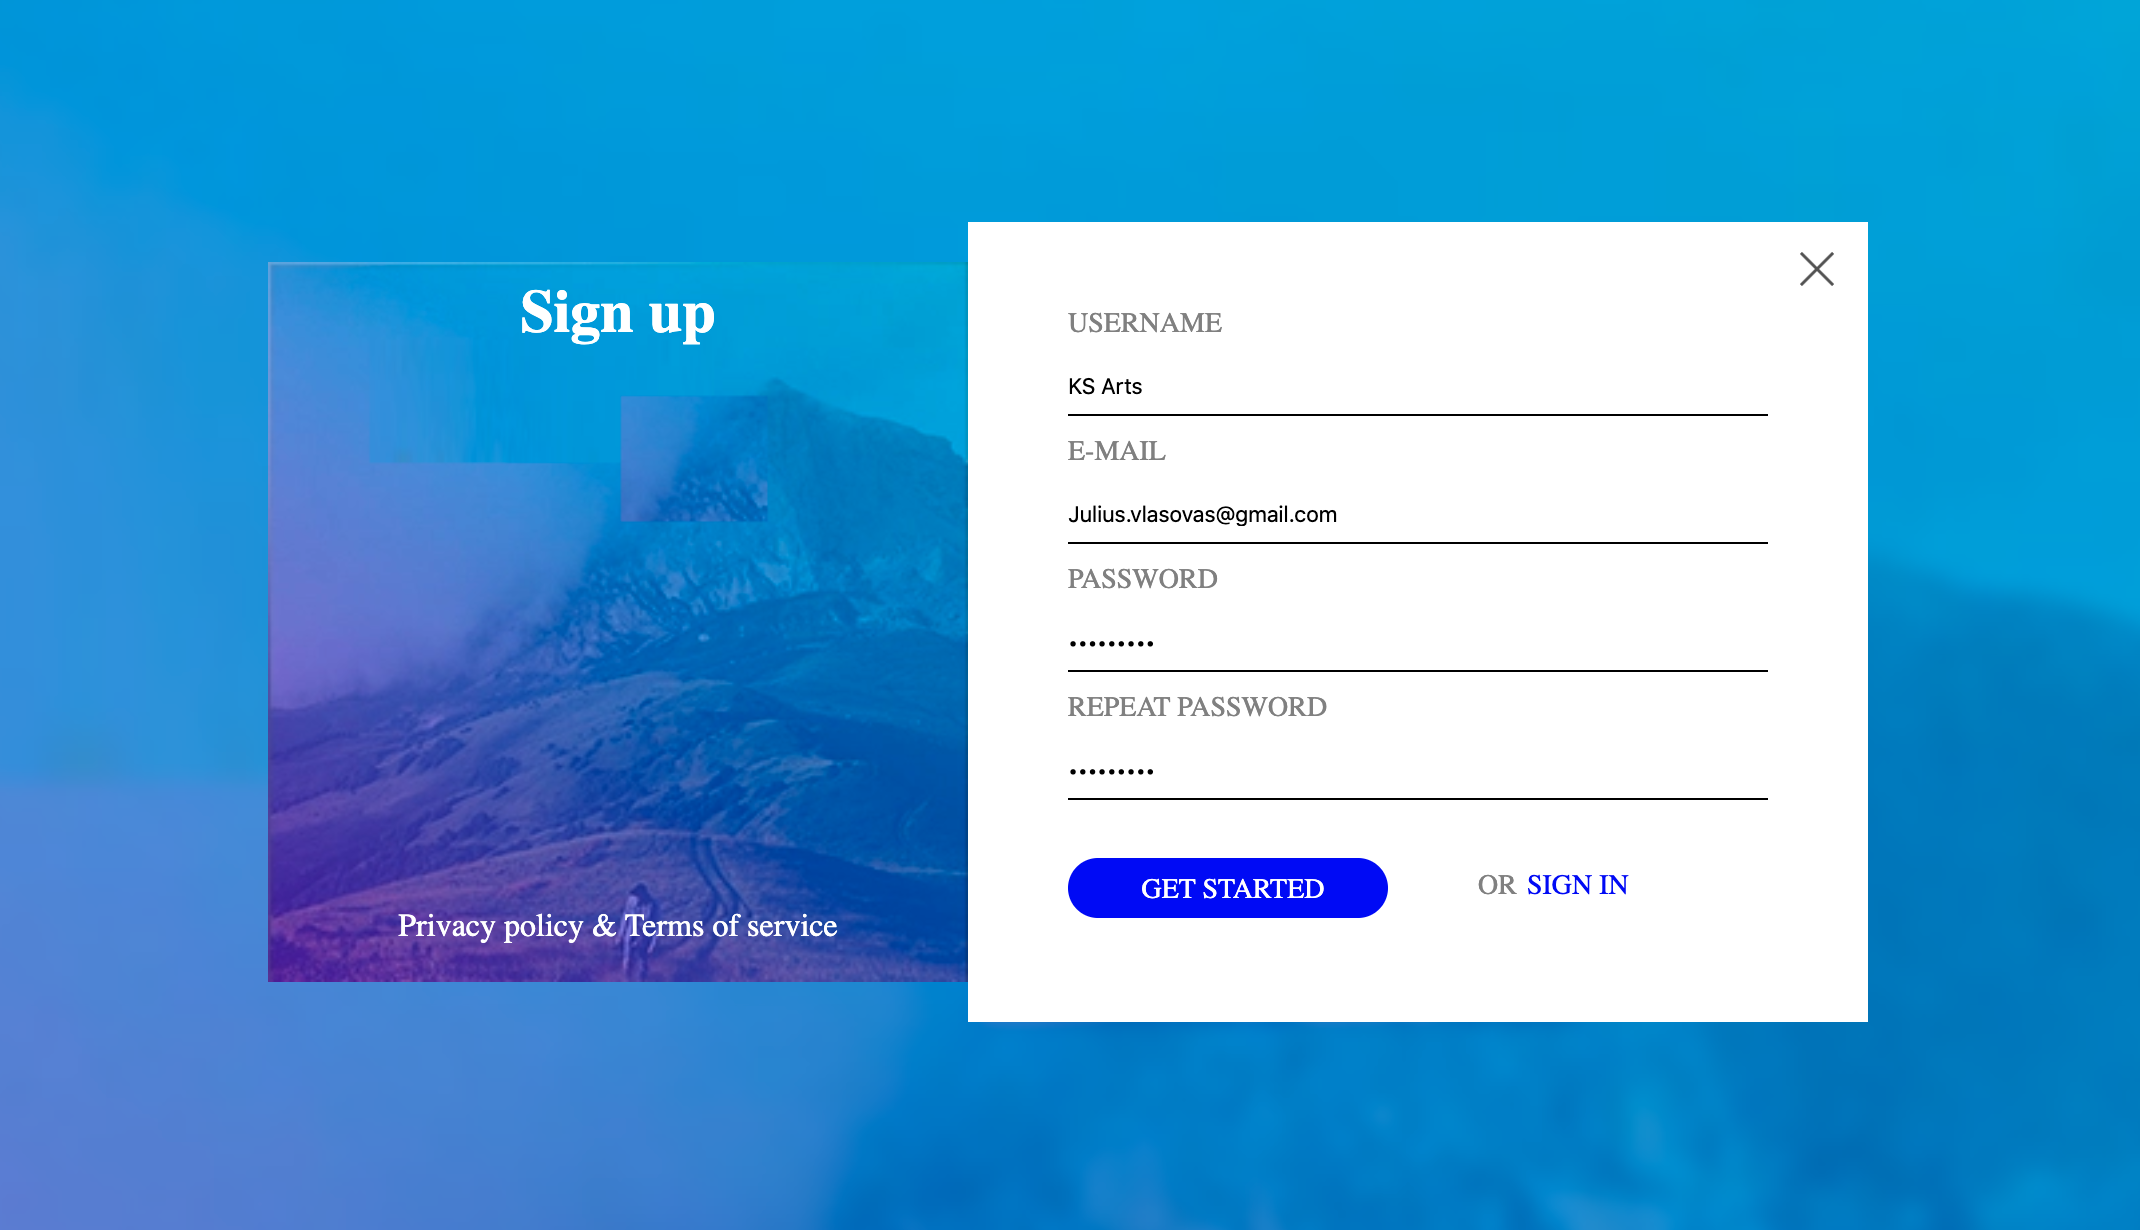 Sign up
Privacy policy & Terms of service
USERNAME
KS Arts
E-MAIL
Julius.vlasovas@gmail.com
PASSWORD
•••••••••
REPEAT PASSWORD
•••••••••
GET STARTED
OR SIGN IN